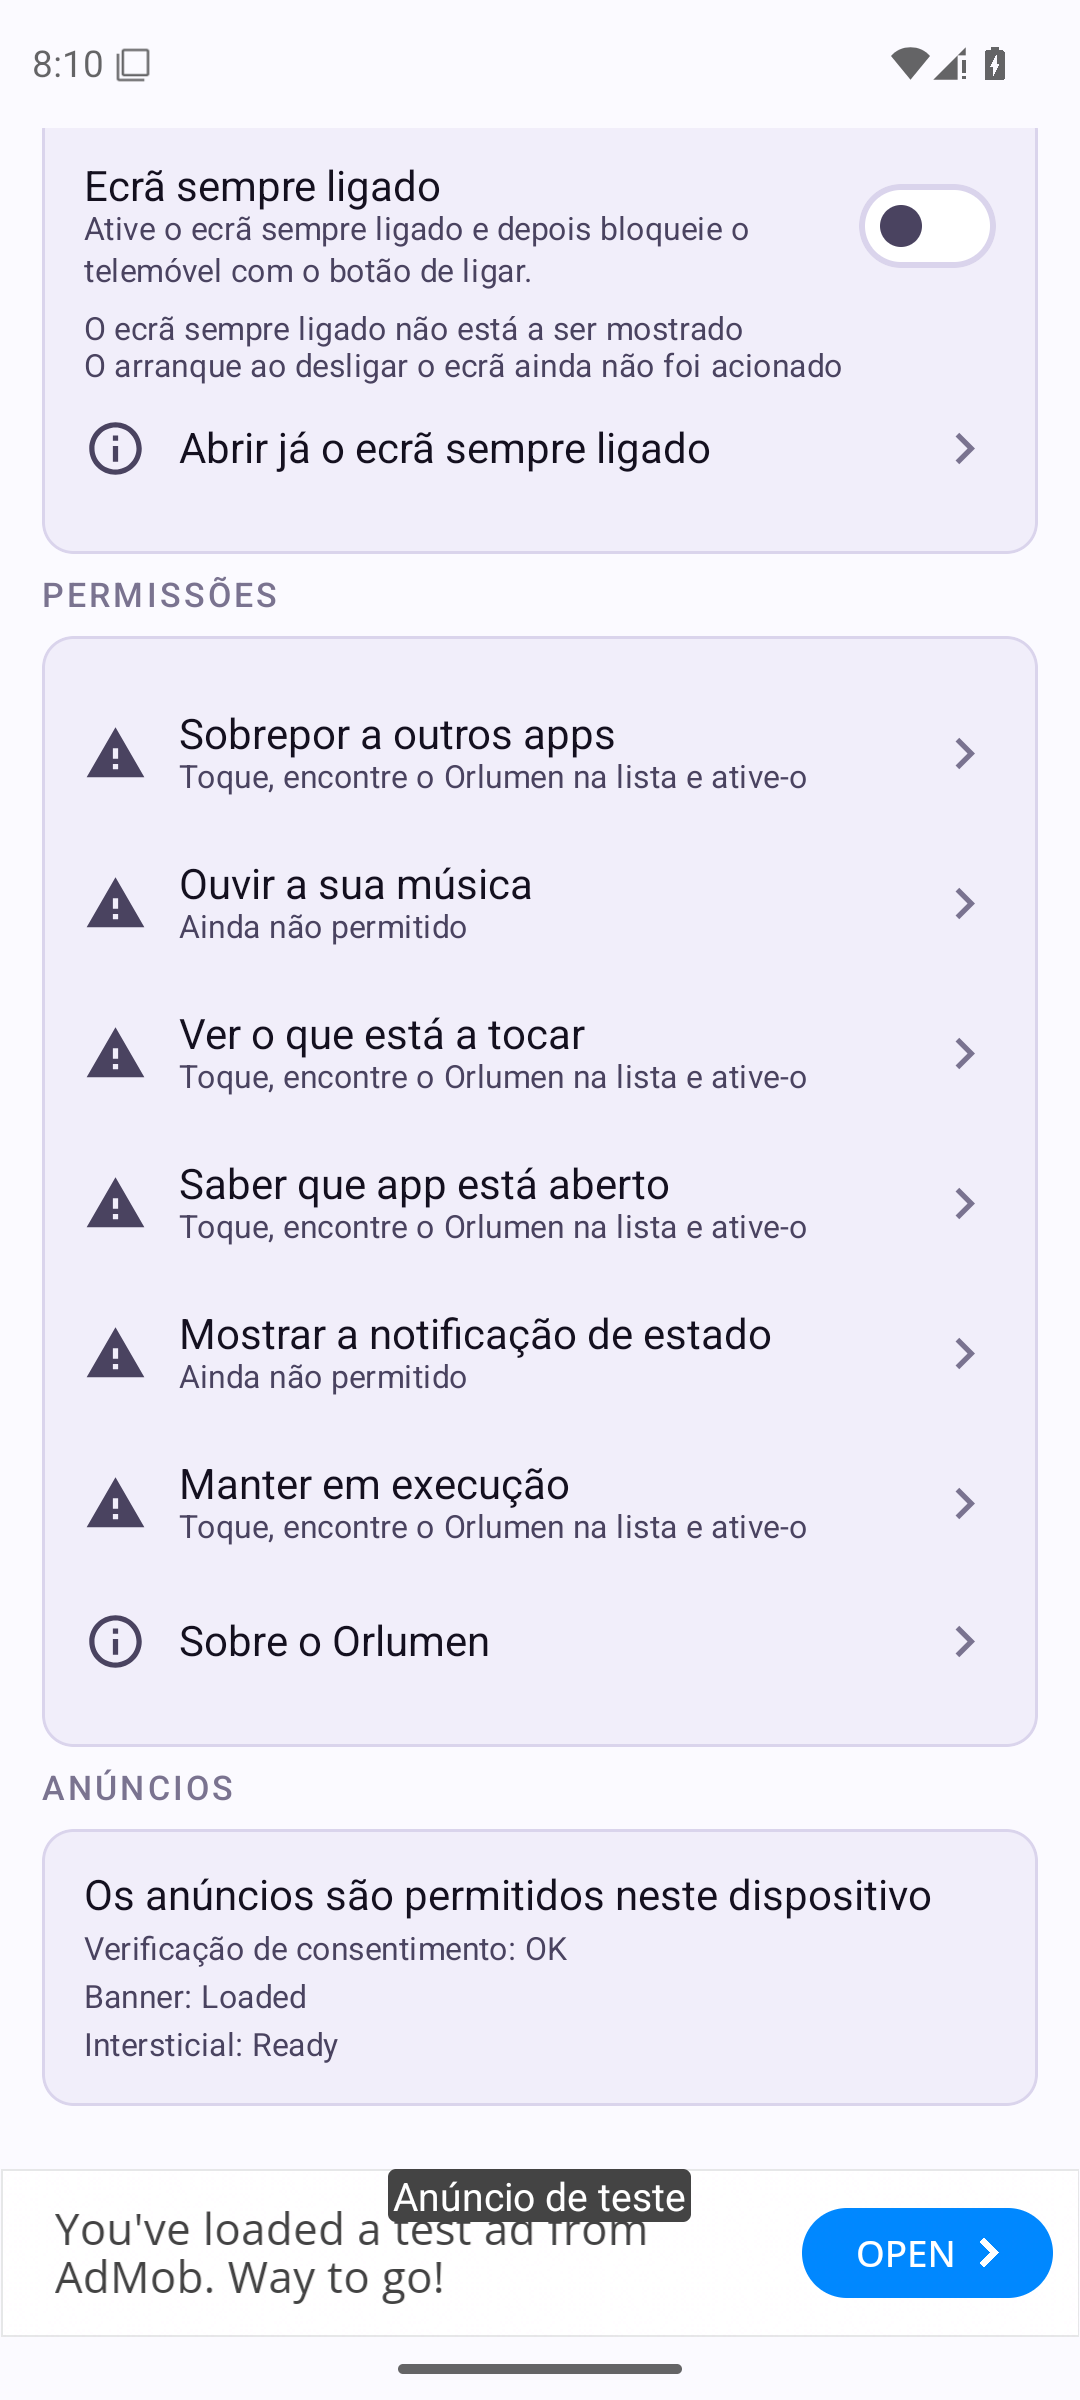 8:10
Ecrã sempre ligado
Ative o ecrã sempre ligado e depois bloqueie o
telemóvel com o botão de ligar.
O ecrã sempre ligado não está a ser mostrado
O arranque ao desligar o ecrã ainda não foi acionado
Abrir já o ecrã sempre ligado
PERMISSÕES
Sobrepor a outros apps
Toque, encontre o Orlumen na lista e ative-o
Ouvir a sua música
Ainda não permitido
Ver o que está a tocar
Toque, encontre o Orlumen na lista e ative-o
Saber que app está aberto
Toque, encontre o Orlumen na lista e ative-o
Mostrar a notificação de estado
Ainda não permitido
Manter em execução
Toque, encontre o Orlumen na lista e ative-o
Sobre o Orlumen
ANÚNCIOS
Os anúncios são permitidos neste dispositivo
Verificação de consentimento: OK
Banner: Loaded
Intersticial: Ready
Anúncio de teste
You've loaded a test ad from
AdMob. Way to go!
OPEN